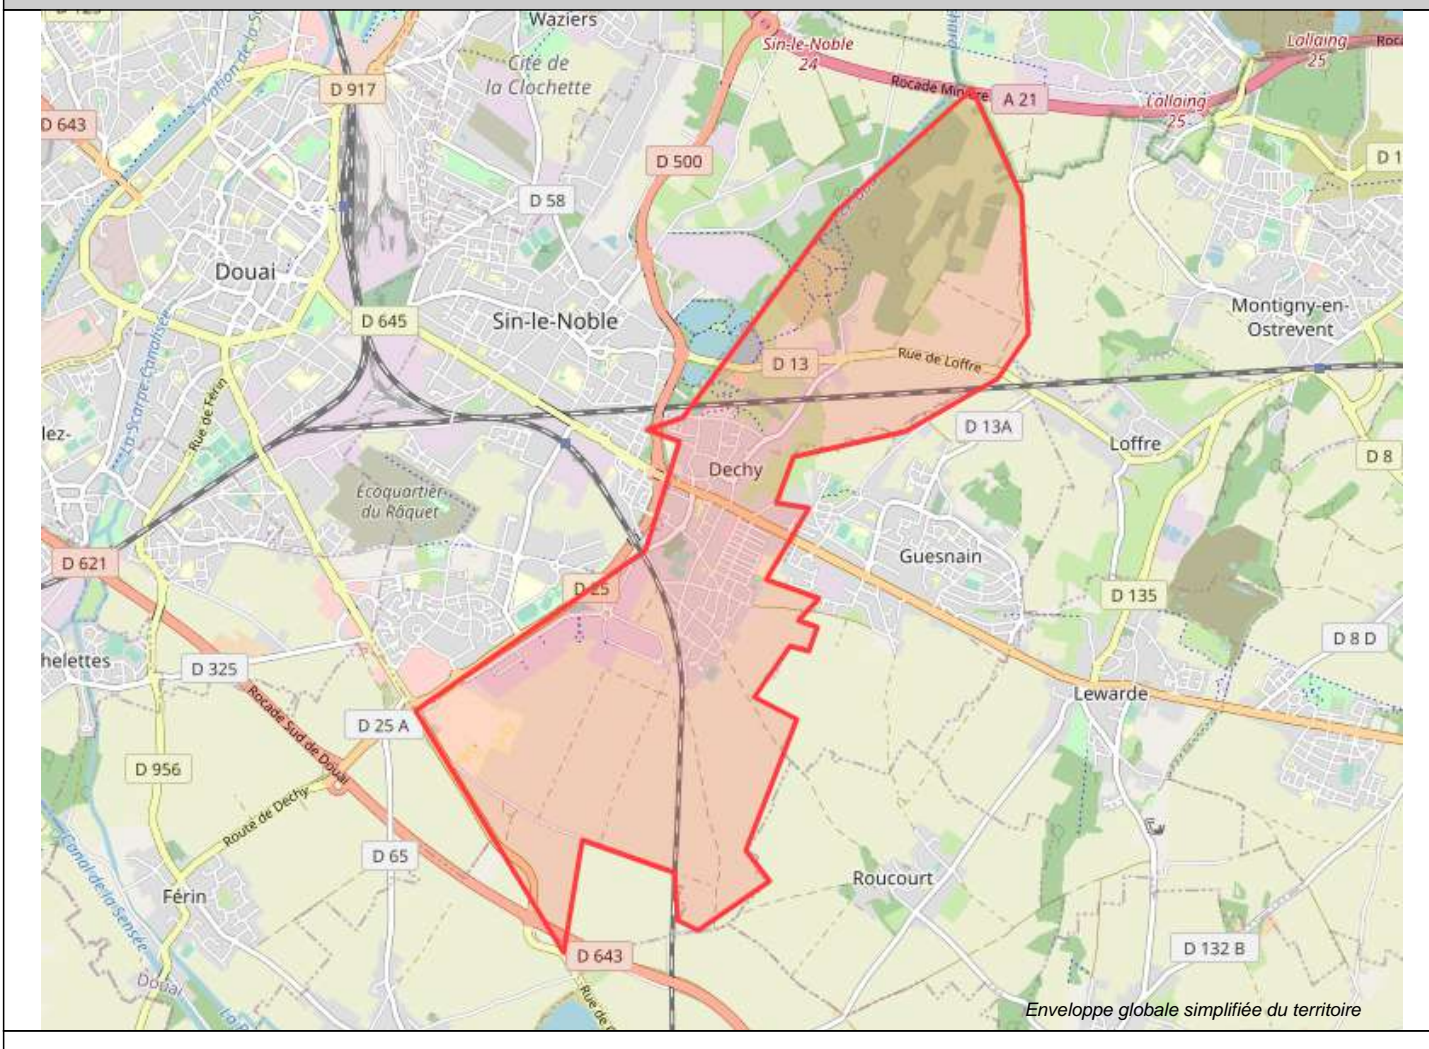 Waziers
Cité de
la Clochette
Sin-le-Noble
24
Lallaing
25
D 917
Rocade Minière
A 21
Lallaing
25
D 643
D 500
D 1
D 58
Douai
D 645
Sin-le-Noble
Montigny-en-
Ostrevent
D 13
Rue de Loffre
La Scarpe Canalisée
Rue de Férin
lez-
D 13A
Loffre
D 8
Dechy
Écoquartier
du Râquet
Guesnain
D 621
D 25
D 135
D 8 D
helettes
D 325
Lewarde
D 25 A
Rocade Sud de Douai
D 956
Route de Dechy
D 65
Canal de la Sensée
Férin
Roucourt
D 643
D 132 B
Douai
Enveloppe globale simplifiée du territoire